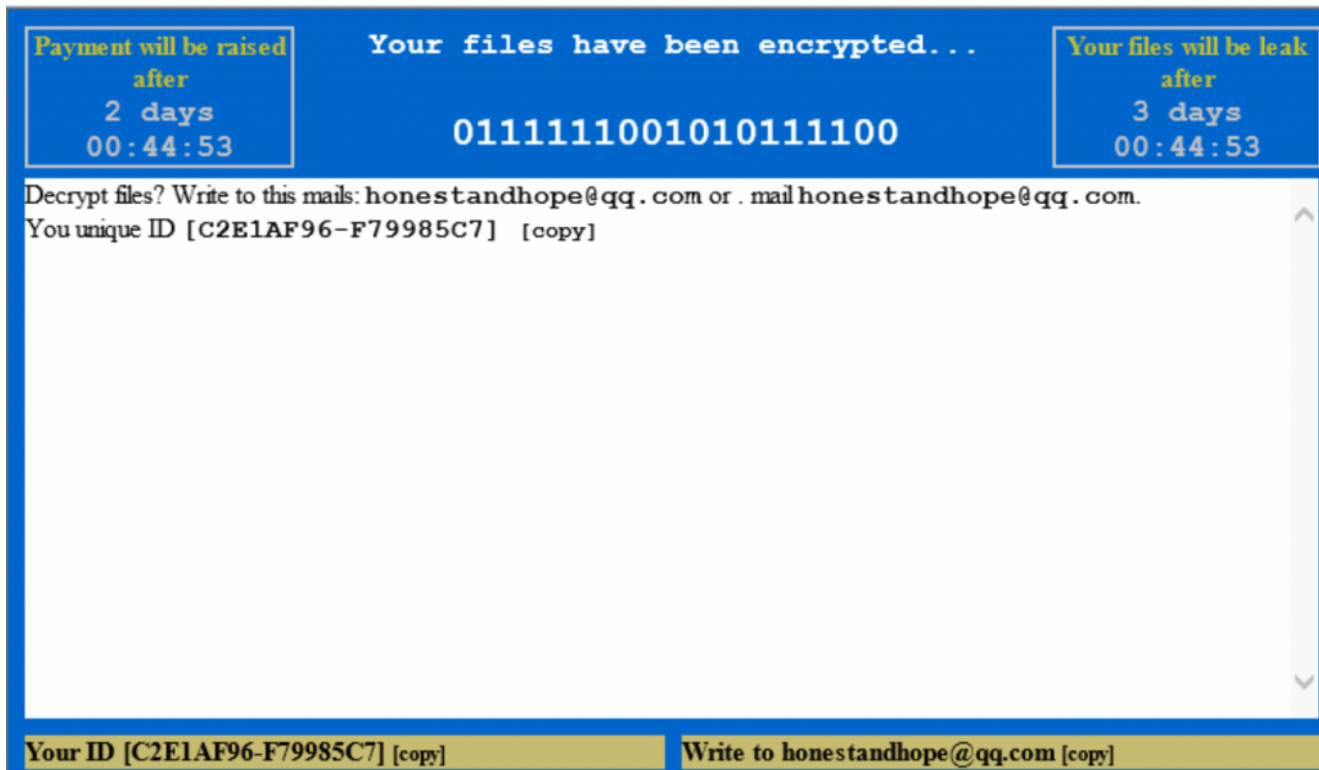 Payment will be raised
after
2 days
00:44:53
Your files have been encrypted...
0111111001010111100
Your files will be leak
after
3 days
00:44:53
Decrypt files? Write to this mails: honestandhope@qq.com or . mail honestandhope@qq.com.
You unique ID [C2E1AF96-F79985C7] [copy]
Your ID [C2E1AF96-F79985C7] [copy]
Write to honestandhope@qq.com [copy]